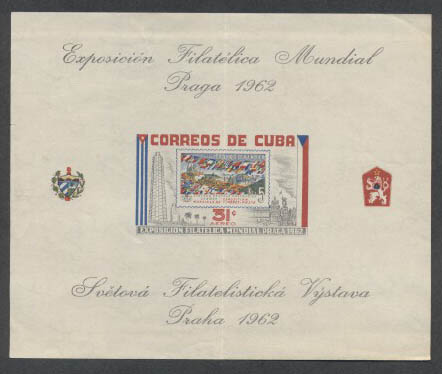 Exposición Filatélica Mundial
Praga 1962
CORREOS DE CUBA
5
31¢
AEREO
EXPOSICION FILATELICA MUNDIAL PRAGA 1962
Světová Filatelistická Výstava
Praha 1962